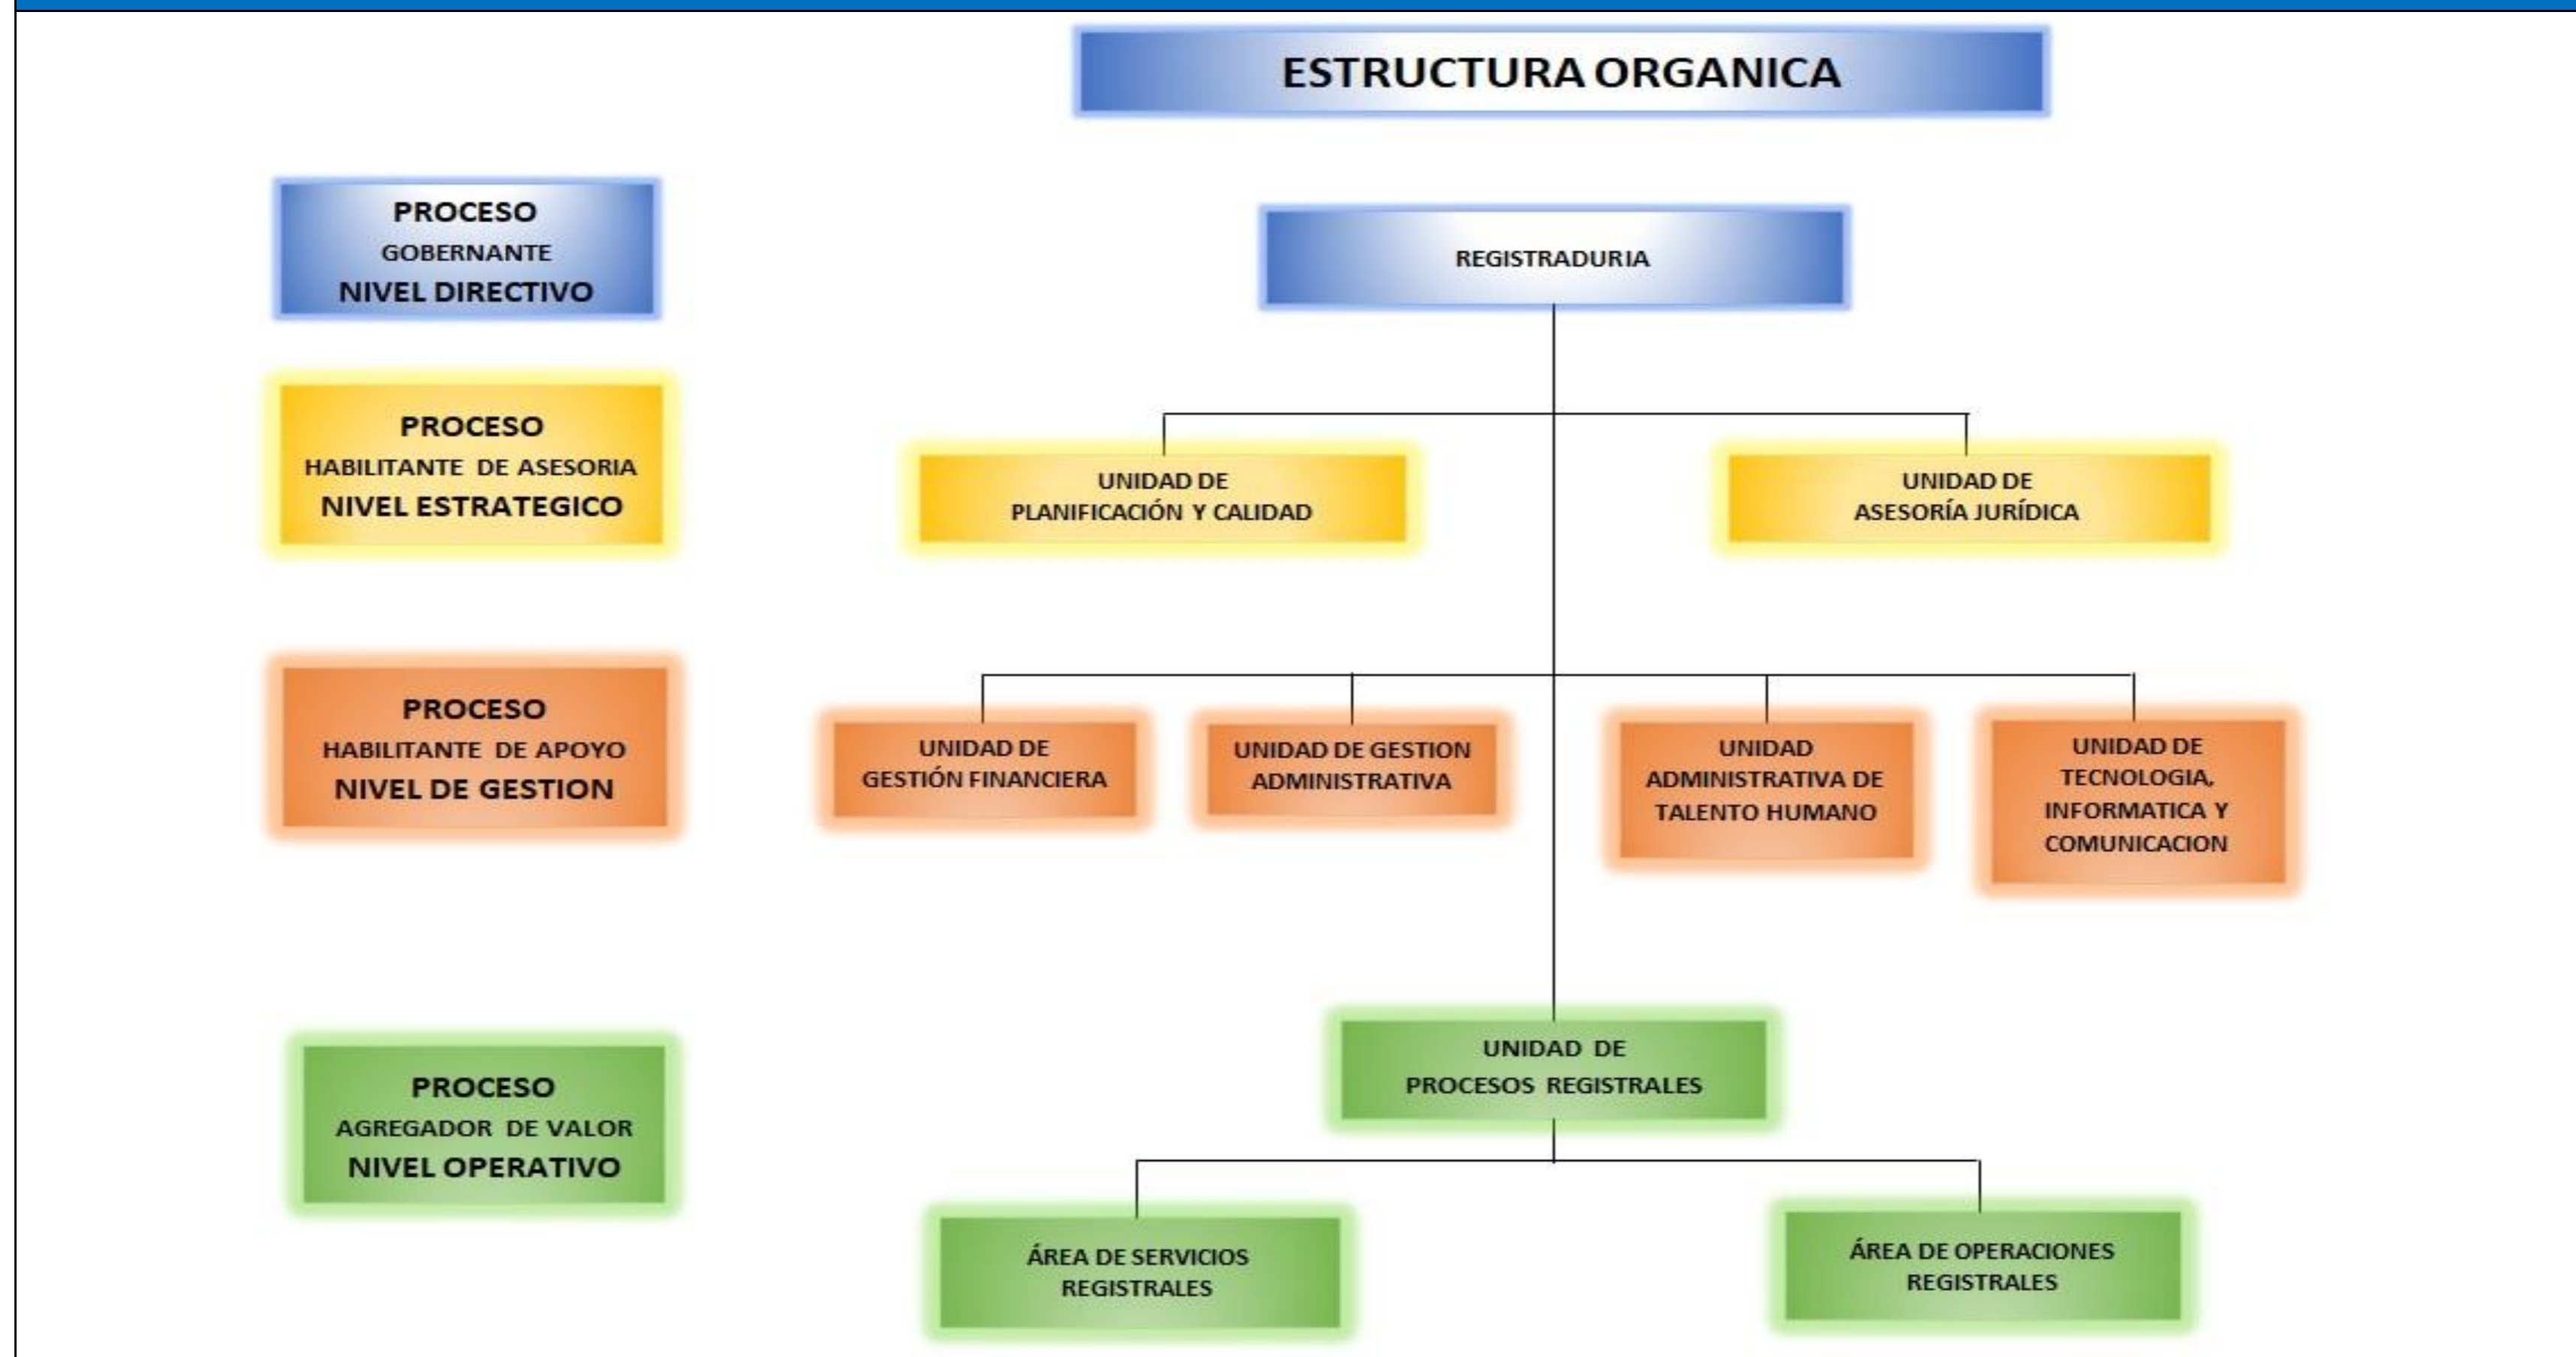 ESTRUCTURA ORGANICA
PROCESO
GOBERNANTE
NIVEL DIRECTIVO
REGISTRADURIA
PROCESO
HABILITANTE DE ASESORIA
NIVEL ESTRATEGICO
UNIDAD DE
PLANIFICACIÓN Y CALIDAD
UNIDAD DE
ASESORÍA JURÍDICA
PROCESO
HABILITANTE DE APOYO
NIVEL DE GESTION
UNIDAD DE
GESTIÓN FINANCIERA
UNIDAD DE GESTION
ADMINISTRATIVA
UNIDAD
ADMINISTRATIVA DE
TALENTO HUMANO
UNIDAD DE
TECNOLOGIA,
INFORMATICA Y
COMUNICACION
PROCESO
AGREGADOR DE VALOR
NIVEL OPERATIVO
UNIDAD DE
PROCESOS REGISTRALES
ÁREA DE SERVICIOS
REGISTRALES
ÁREA DE OPERACIONES
REGISTRALES